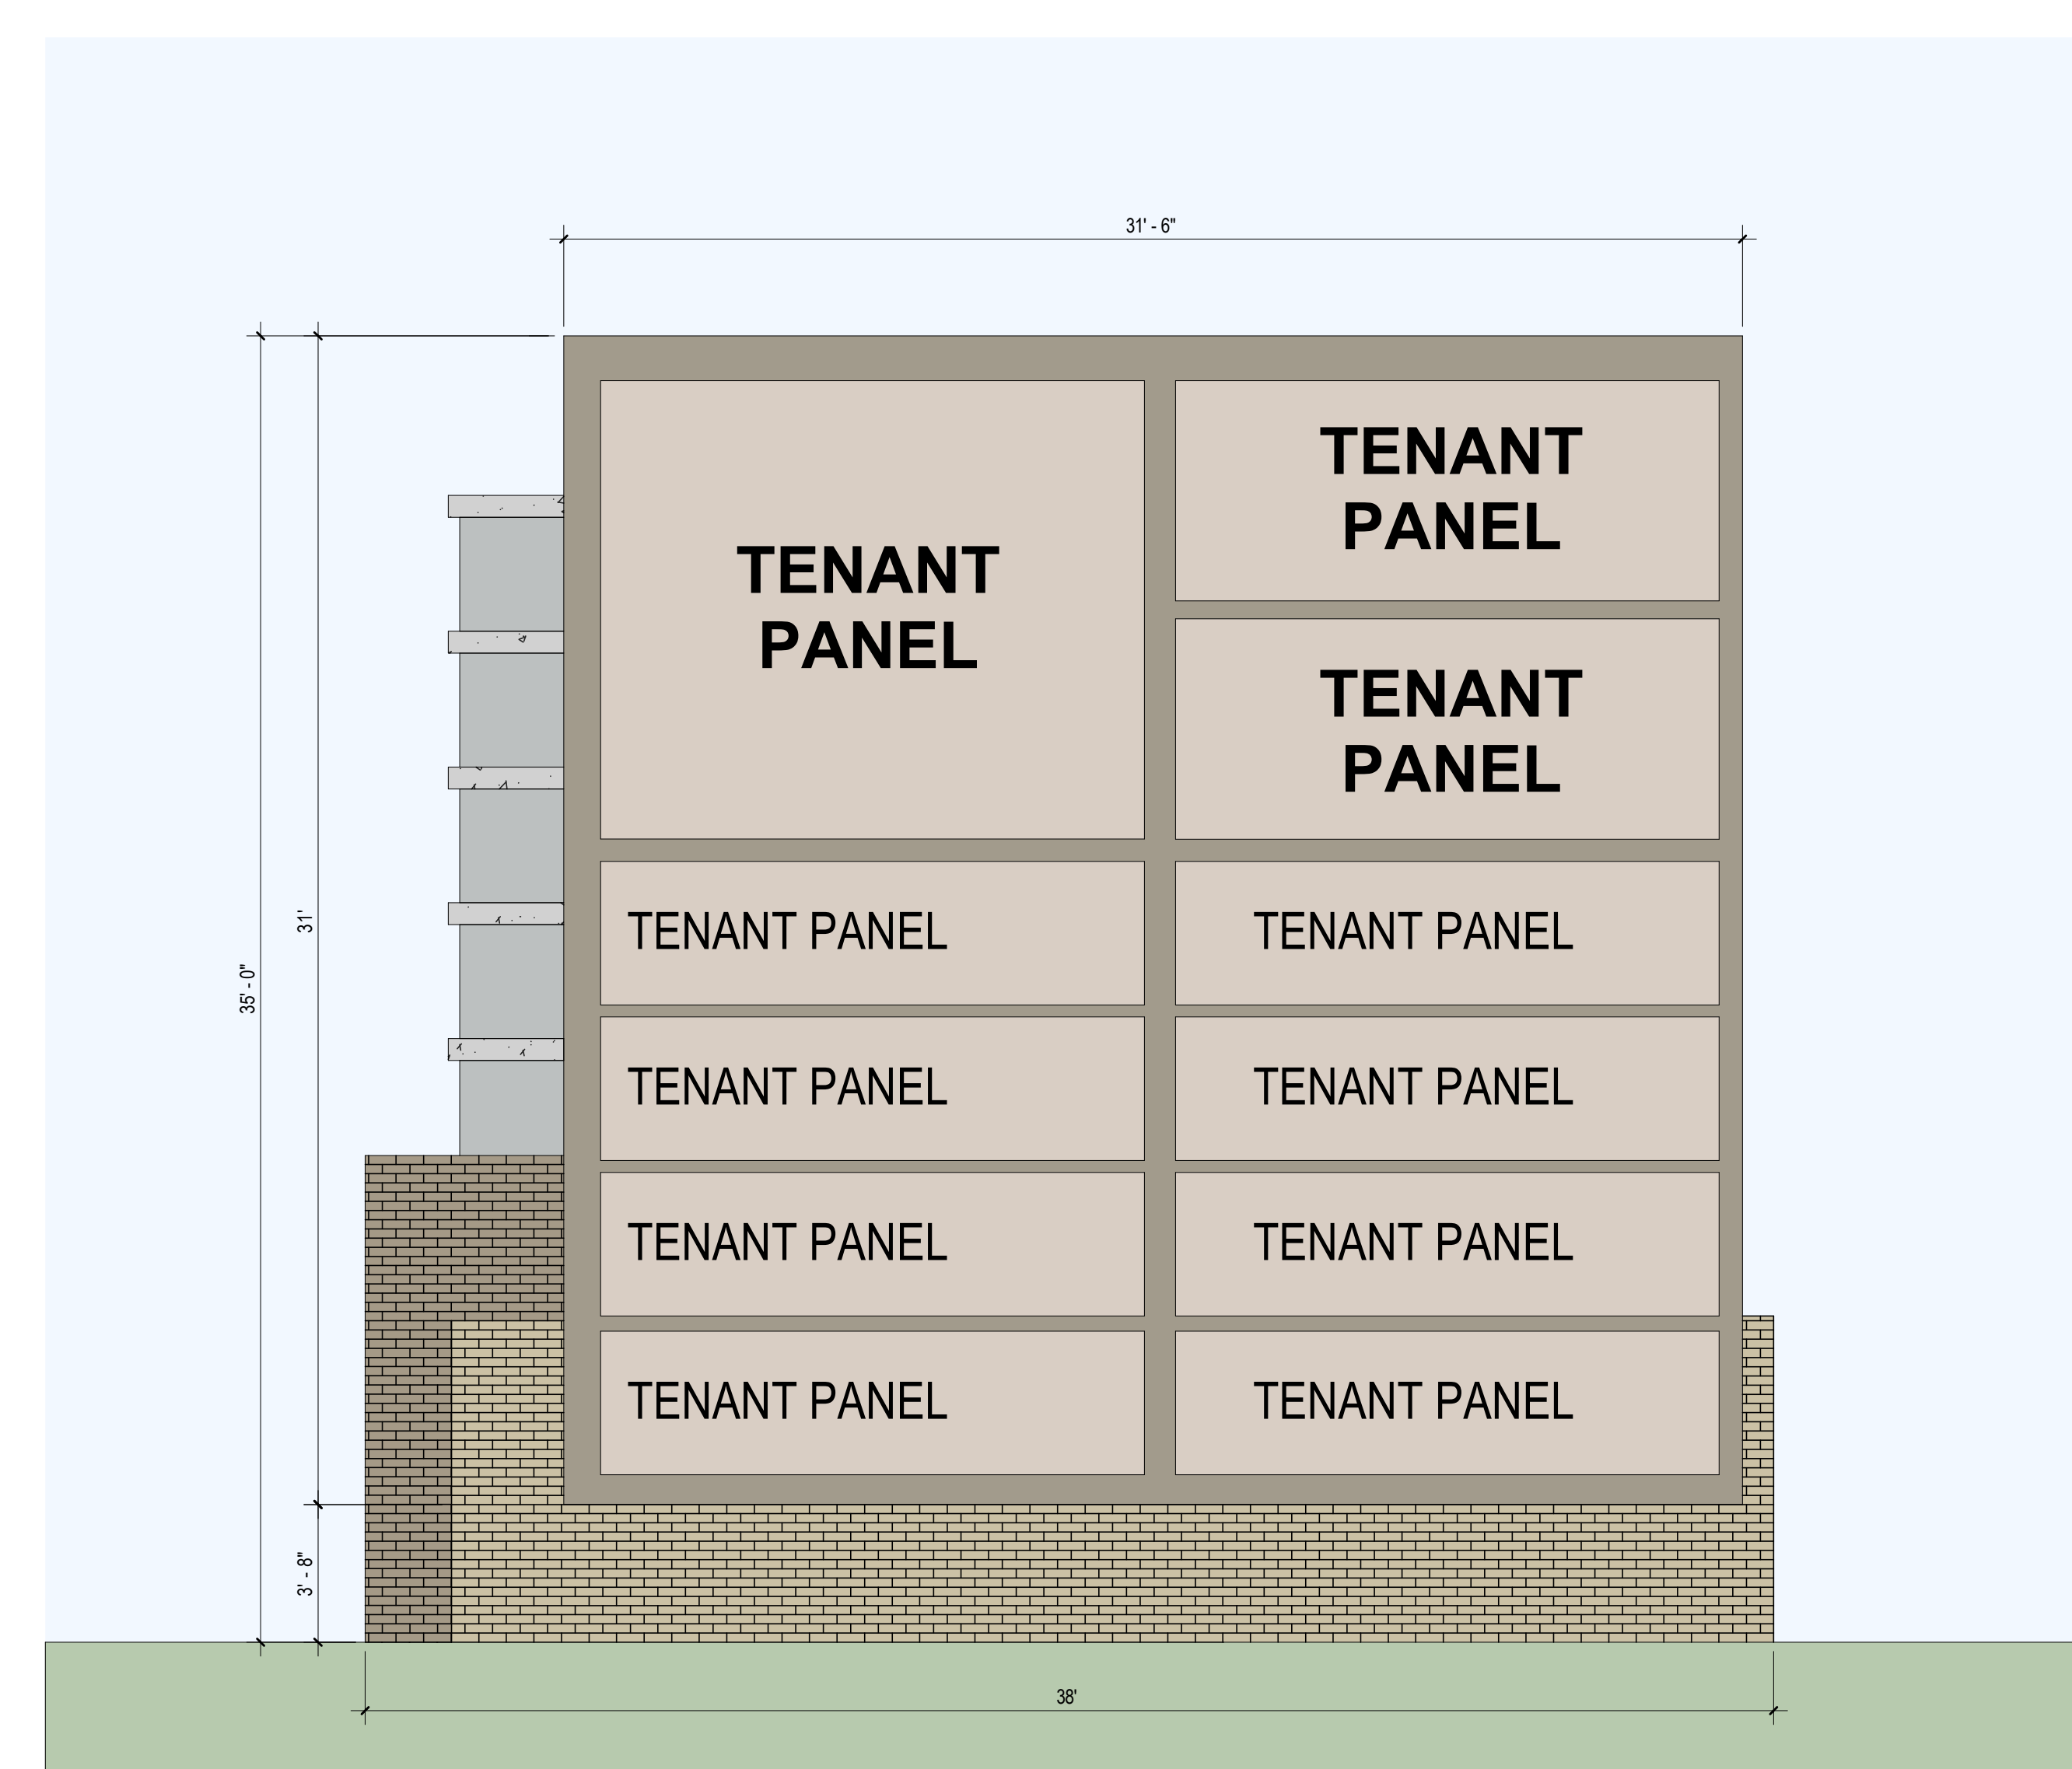 31' - 6"
TENANT
PANEL
TENANT
PANEL
TENANT
PANEL
TENANT PANEL
TENANT PANEL
TENANT PANEL
TENANT PANEL
TENANT PANEL
TENANT PANEL
TENANT PANEL
TENANT PANEL
35' - 0"
31'
3' - 8"
38'